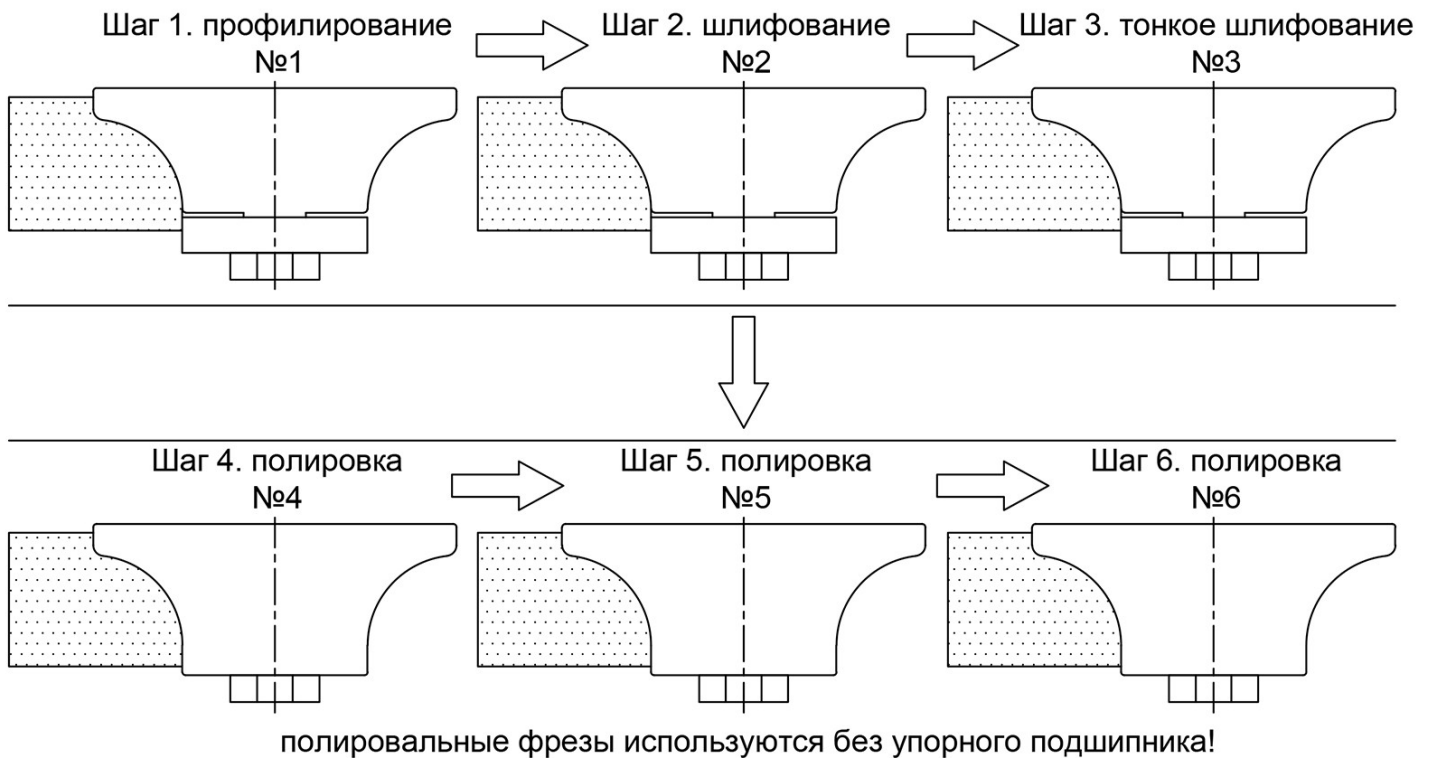 Шаг 1. профилирование
№1
Шаг 2. шлифование
№2
Шаг 3. тонкое шлифование
№3
Шаг 4. полировка
№4
Шаг 5. полировка
№5
Шаг 6. полировка
№6
полировальные фрезы используются без упорного подшипника!